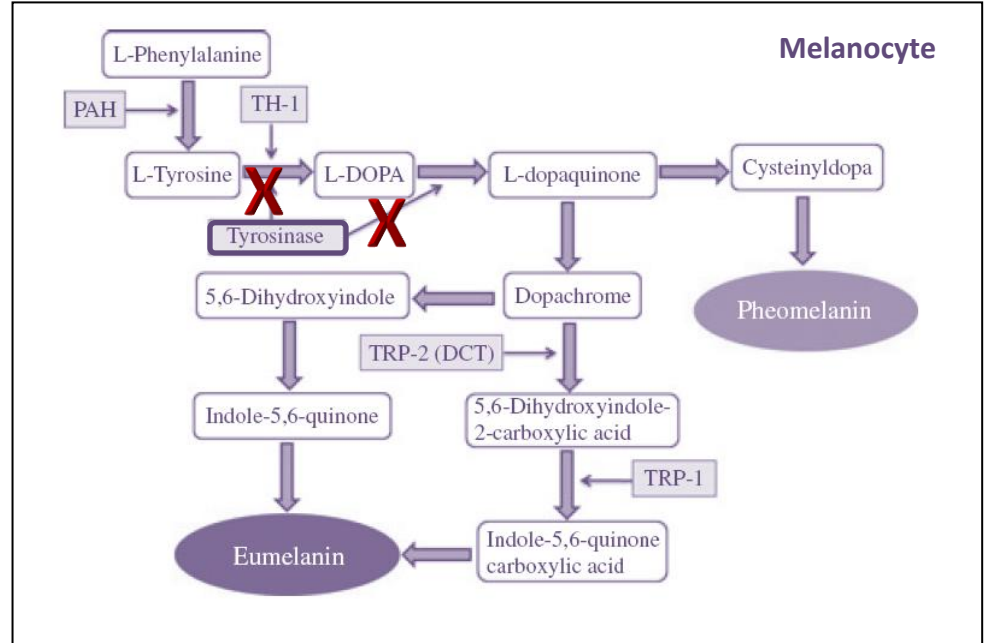 Melanocyte
L-Phenylalanine
PAH
TH-1
L-Tyrosine
L-DOPA
L-dopaquinone
Cysteinyldopa
X
X
Tyrosinase
5,6-Dihydroxyindole
Dopachrome
Pheomelanin
TRP-2 (DCT)
Indole-5,6-quinone
5,6-Dihydroxyindole-
2-carboxylic acid
TRP-1
Eumelanin
Indole-5,6-quinone
carboxylic acid